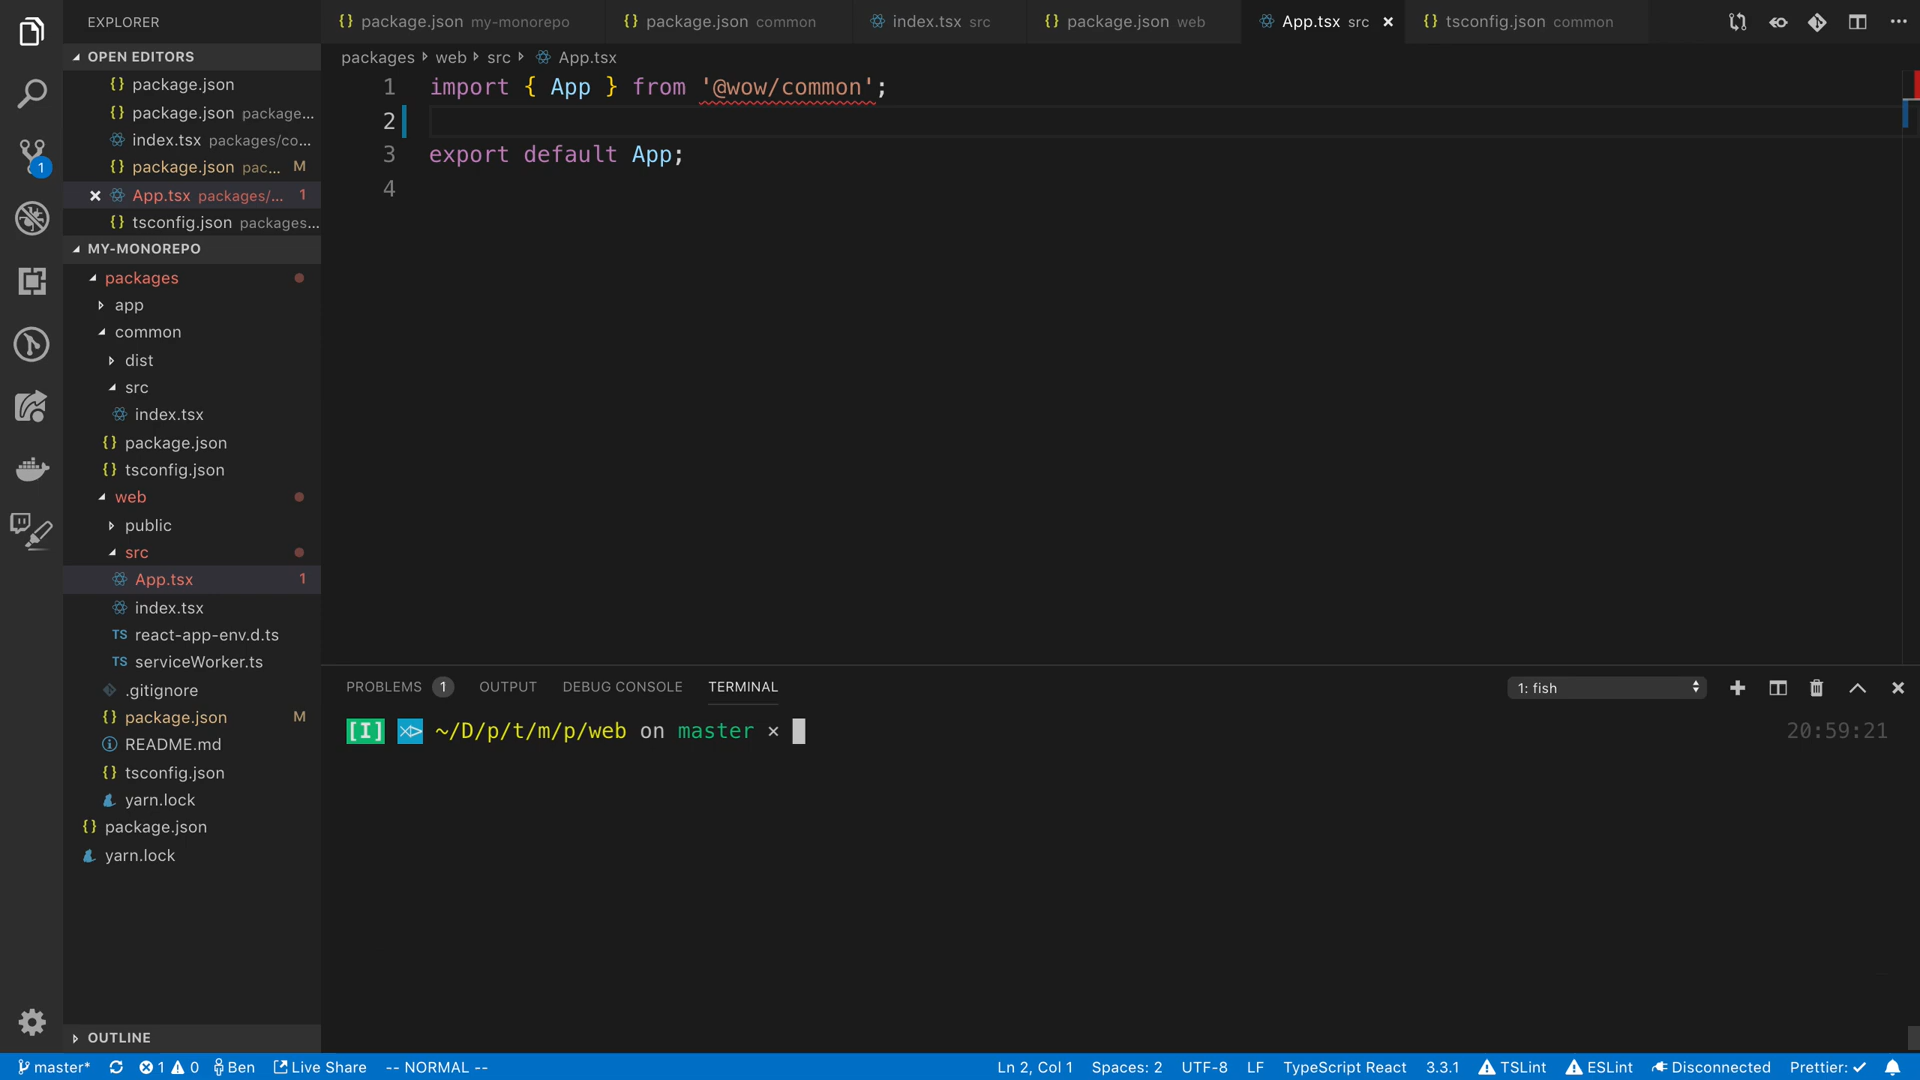 EXPLORER
OPEN EDITORS
{} package.json
{} package.json package...
index.tsx packages/co...
{} package.json pac... M
× App.tsx packages/... 1
{} tsconfig.json packages...
MY-MONOREPO
packages
app
common
dist
src
index.tsx
{} package.json
{} tsconfig.json
web
public
src
App.tsx 1
index.tsx
TS react-app-env.d.ts
TS serviceWorker.ts
.gitignore
{} package.json M
README.md
{} tsconfig.json
yarn.lock
{} package.json
yarn.lock
OUTLINE
1
{} package.json my-monorepo
{} package.json common
index.tsx src
{} package.json web
App.tsx src ×
{} tsconfig.json common
packages web src App.tsx
1 import { App } from '@wow/common';
2
3 export default App;
4
PROBLEMS 1 OUTPUT DEBUG CONSOLE TERMINAL
1: fish
[I] ~/D/p/t/m/p/web on master × 20:59:21
master* 1 0 Ben Live Share -- NORMAL --
Ln 2, Col 1 Spaces: 2 UTF-8 LF TypeScript React 3.3.1 TSLint ESLint Disconnected Prettier: ✓